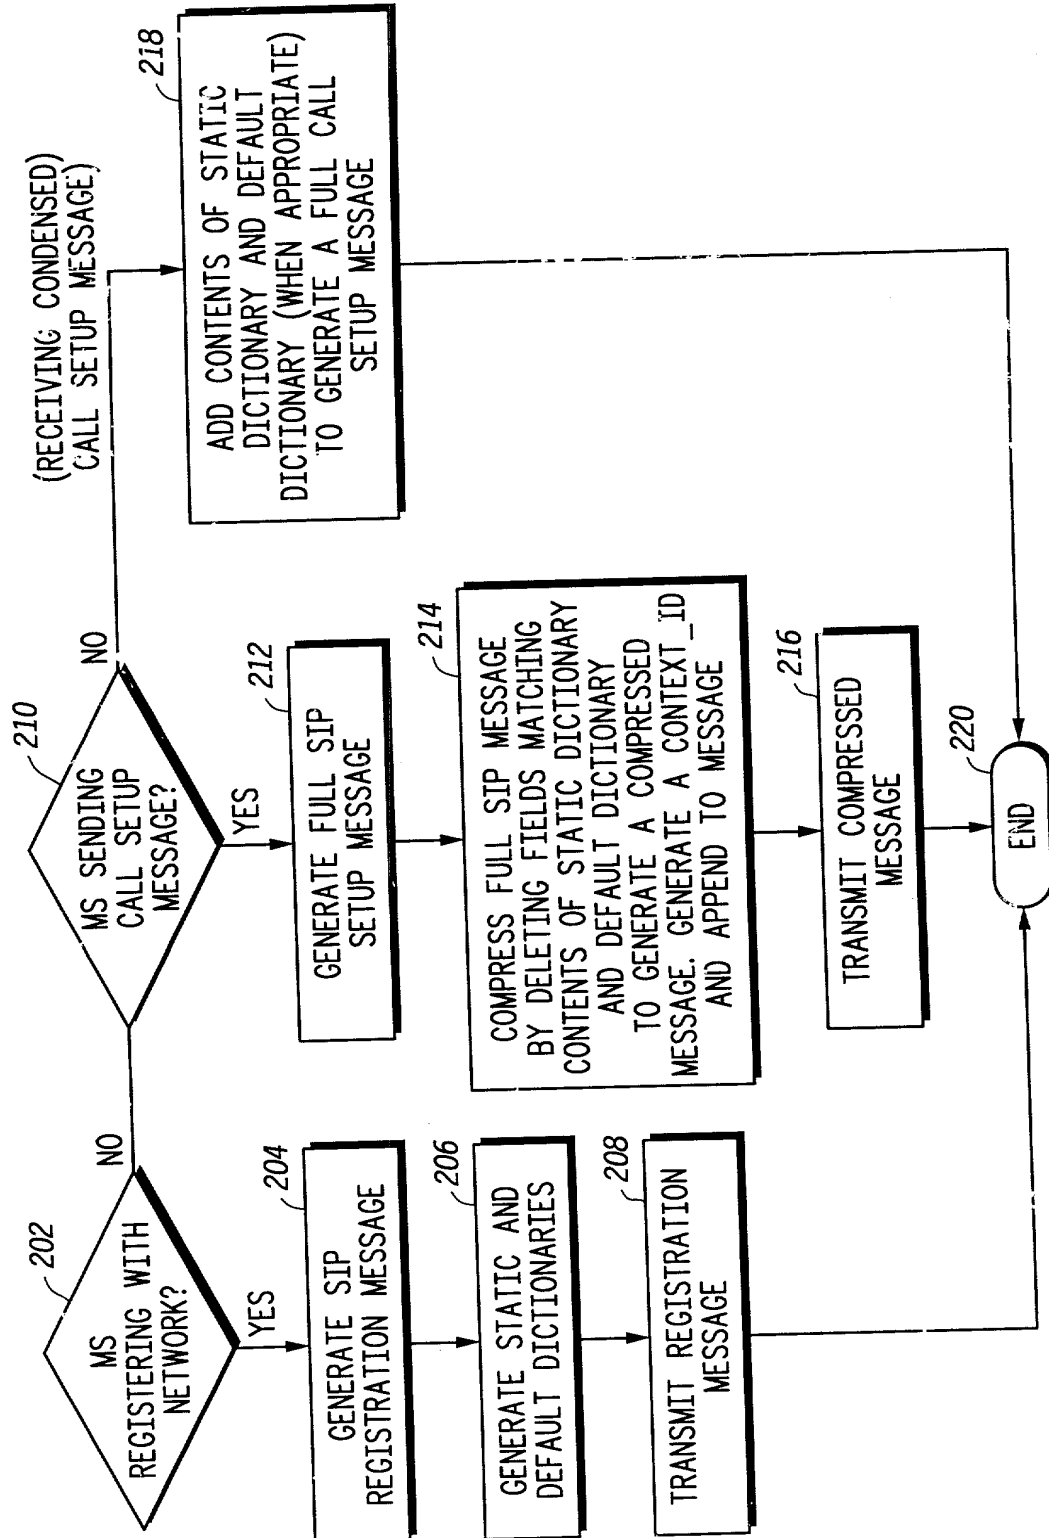 202
MS
REGISTERING WITH
NETWORK?
NO
YES
204
GENERATE SIP
REGISTRATION MESSAGE
206
GENERATE STATIC AND
DEFAULT DICTIONARIES
208
TRANSMIT REGISTRATION
MESSAGE
210
MS SENDING
CALL SETUP
MESSAGE?
NO
YES
212
GENERATE FULL SIP
SETUP MESSAGE
214
COMPRESS FULL SIP MESSAGE
BY DELETING FIELDS MATCHING
CONTENTS OF STATIC DICTIONARY
AND DEFAULT DICTIONARY
TO GENERATE A COMPRESSED
MESSAGE. GENERATE A CONTEXT_ID
AND APPEND TO MESSAGE
216
TRANSMIT COMPRESSED
MESSAGE
220
END
(RECEIVING CONDENSED)
CALL SETUP MESSAGE)
218
ADD CONTENTS OF STATIC
DICTIONARY AND DEFAULT
DICTIONARY (WHEN APPROPRIATE)
TO GENERATE A FULL CALL
SETUP MESSAGE